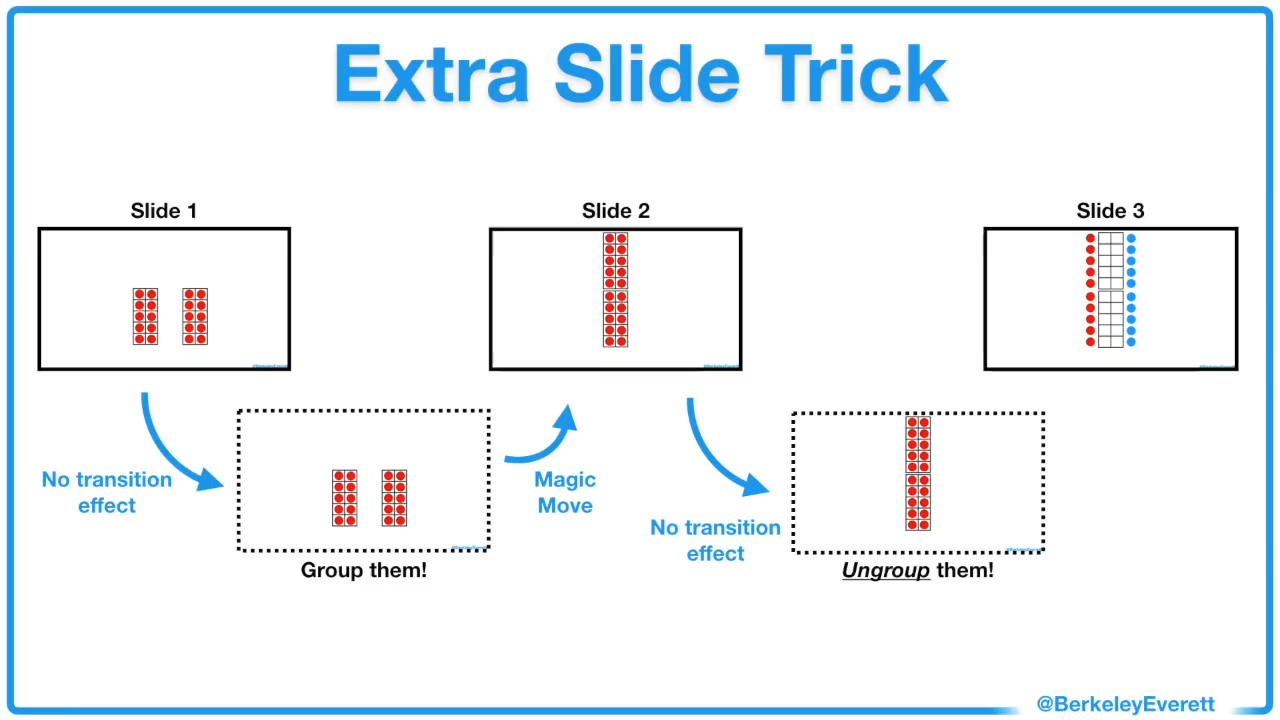 Extra Slide Trick
Slide 1
Slide 2
Slide 3
No transition
effect
Group them!
Magic
Move
No transition
effect
Ungroup them!
@BerkeleyEverett